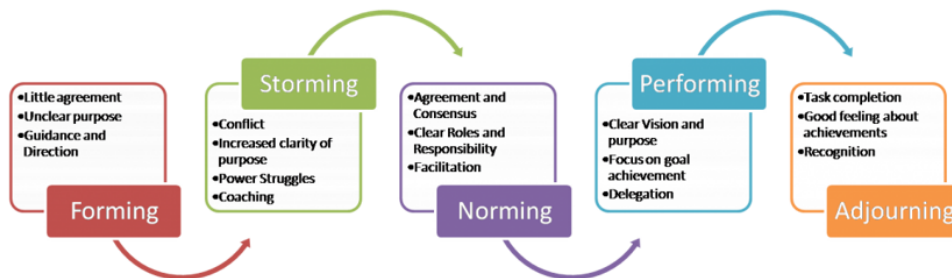 •Little agreement
•Unclear purpose
•Guidance and
Direction
Forming
Storming
•Conflict
•Increased clarity of
purpose
•Power Struggles
•Coaching
•Agreement and
Consensus
•Clear Roles and
Responsibility
•Facilitation
Norming
Performing
•Clear Vision and
purpose
•Focus on goal
achievement
•Delegation
•Task completion
•Good feeling about
achievements
•Recognition
Adjourning